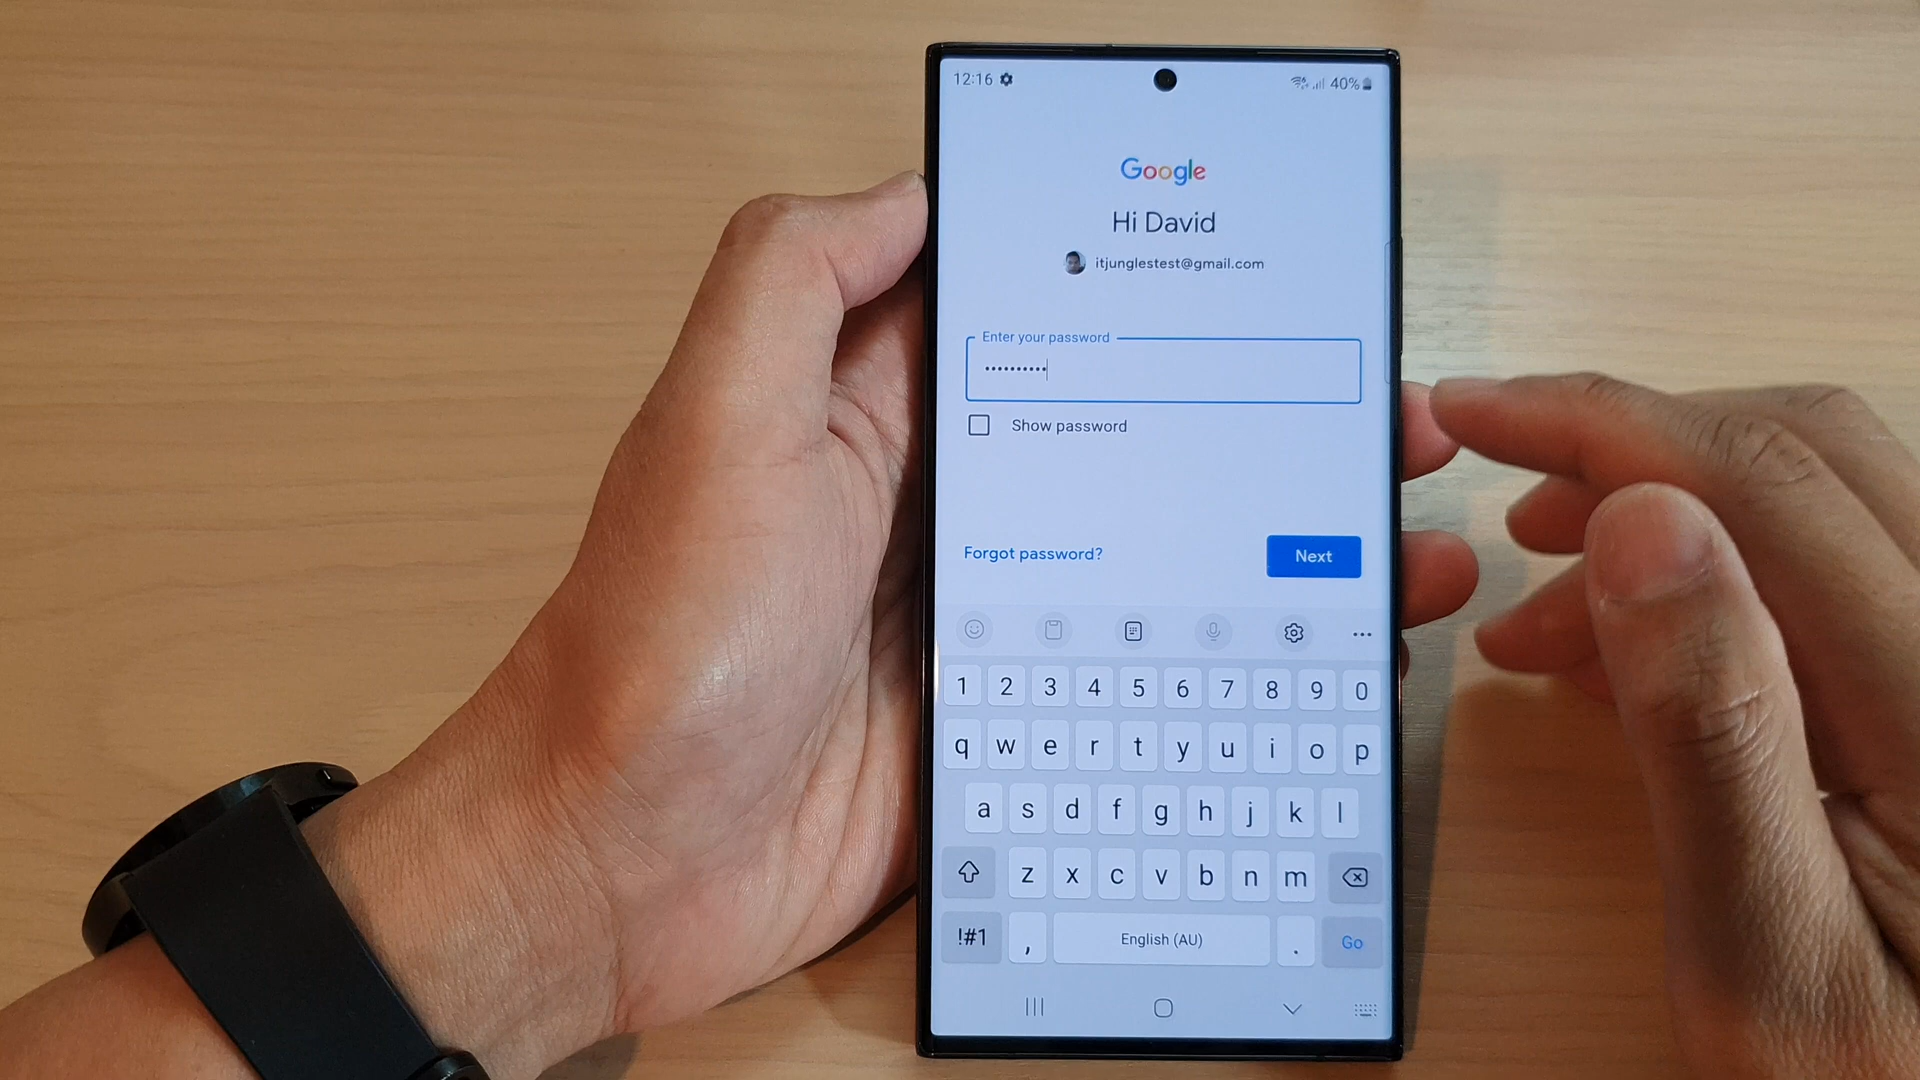 12:16 40%
Google
Hi David
itjunglestest@gmail.com
Enter your password
••••••••••
Show password
Forgot password? Next
1 2 3 4 5 6 7 8 9 0
q w e r t y u i o p
a s d f g h j k l
z x c v b n m
!#1 , English (AU) . Go